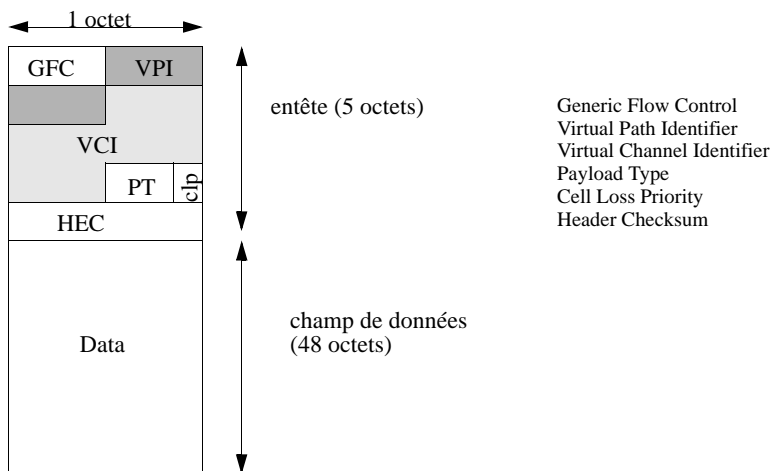 1 octet
GFC
VPI
VCI
PT
clp
HEC
Data
entête (5 octets)
champ de données
(48 octets)
Generic Flow Control
Virtual Path Identifier
Virtual Channel Identifier
Payload Type
Cell Loss Priority
Header Checksum